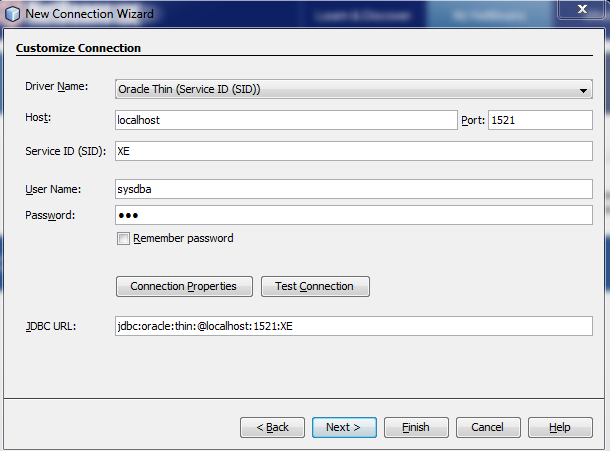 New Connection Wizard
Customize Connection
Driver Name: Oracle Thin (Service ID (SID))
Host: localhost Port: 1521
Service ID (SID): XE
User Name: sysdba
Password: •••
Remember password
Connection Properties Test Connection
JDBC URL: jdbc:oracle:thin:@localhost:1521:XE
< Back Next > Finish Cancel Help